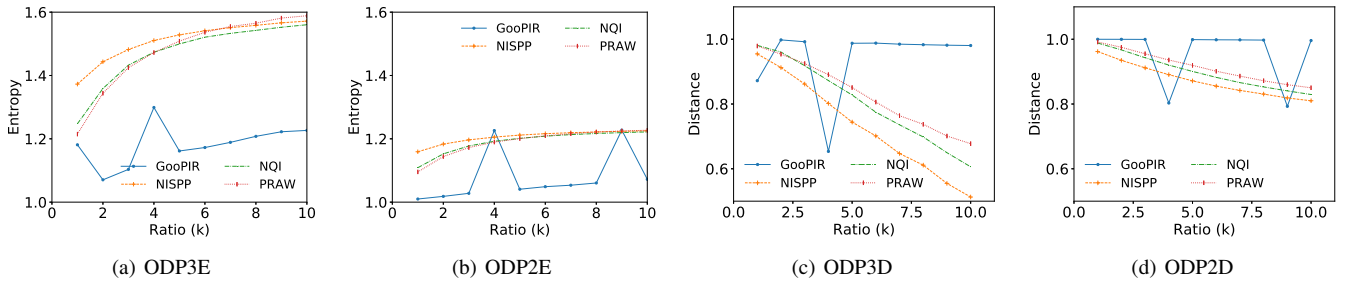 1.6
1.4
1.2
1.0
Entropy
0 2 4 6 8 10
Ratio (k)
GooPIR NQI
NISPP PRAW
(a) ODP3E
1.6
1.4
1.2
1.0
Entropy
0 2 4 6 8 10
Ratio (k)
GooPIR NQI
NISPP PRAW
(b) ODP2E
1.0
0.8
0.6
Distance
0.0 2.5 5.0 7.5 10.0
Ratio (k)
GooPIR NQI
NISPP PRAW
(c) ODP3D
1.0
0.8
0.6
Distance
0.0 2.5 5.0 7.5 10.0
Ratio (k)
GooPIR NQI
NISPP PRAW
(d) ODP2D